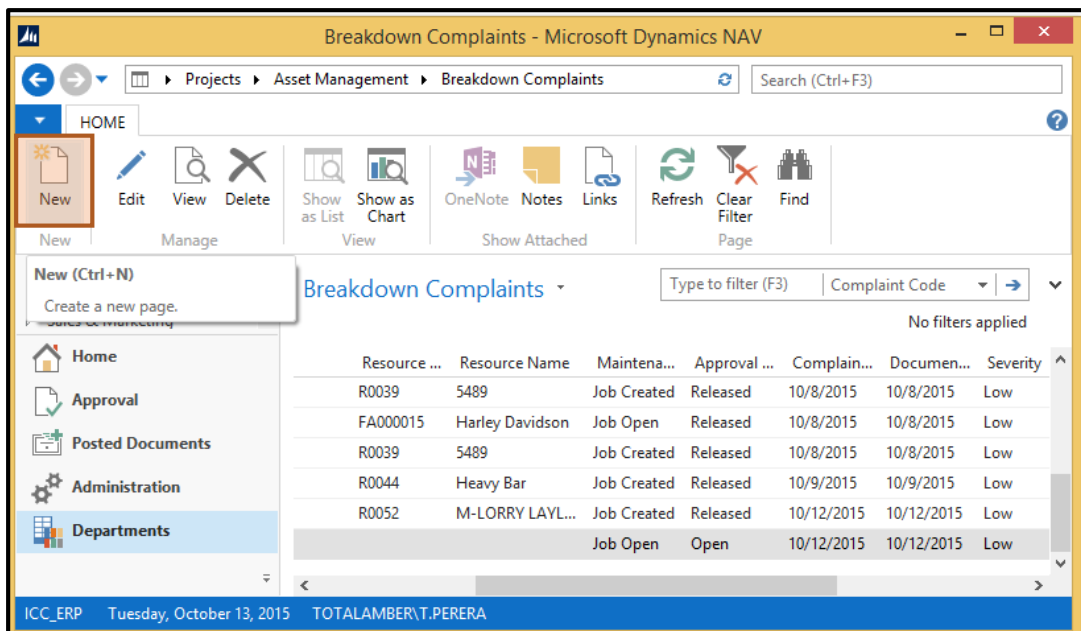 Breakdown Complaints - Microsoft Dynamics NAV
Projects Asset Management Breakdown Complaints Search (Ctrl+F3)
HOME
New Edit View Delete Show as List Show as Chart OneNote Notes Links Refresh Clear Filter Find
New Manage View Show Attached Page
New (Ctrl+N)
Create a new page.
Breakdown Complaints Type to filter (F3) Complaint Code
No filters applied
Sales & Marketing
Home
Approval
Posted Documents
Administration
Departments
Resource ... Resource Name Maintena... Approval ... Complain... Documen... Severity
R0039 5489 Job Created Released 10/8/2015 10/8/2015 Low
FA000015 Harley Davidson Job Open Released 10/8/2015 10/8/2015 Low
R0039 5489 Job Created Released 10/8/2015 10/8/2015 Low
R0044 Heavy Bar Job Created Released 10/9/2015 10/9/2015 Low
R0052 M-LORRY LAYL... Job Created Released 10/12/2015 10/12/2015 Low
Job Open Open 10/12/2015 10/12/2015 Low
ICC_ERP Tuesday, October 13, 2015 TOTALAMBER\T.PERERA